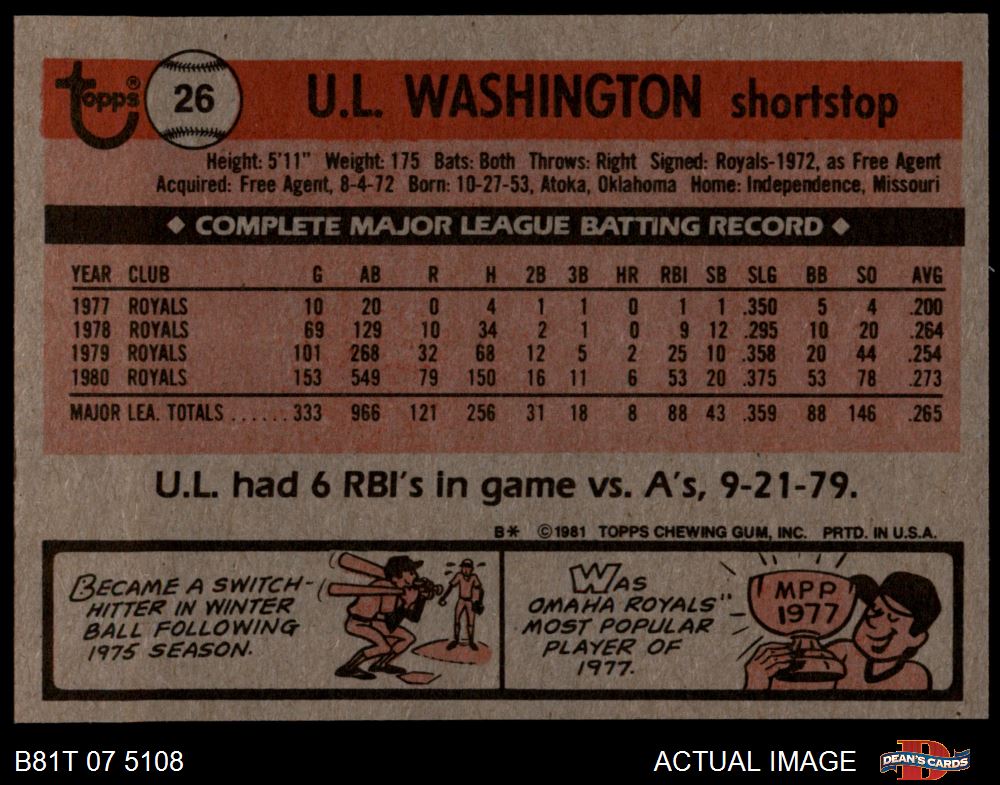 topps® 26 U.L. WASHINGTON shortstop
Height: 5'11" Weight: 175 Bats: Both Throws: Right Signed: Royals-1972, as Free Agent
Acquired: Free Agent, 8-4-72 Born: 10-27-53, Atoka, Oklahoma Home: Independence, Missouri
◆ COMPLETE MAJOR LEAGUE BATTING RECORD ◆
YEAR CLUB G AB R H 2B 3B HR RBI SB SLG BB SO AVG
1977 ROYALS 10 20 0 4 1 1 0 1 1 .350 5 4 .200
1978 ROYALS 69 129 10 34 2 1 0 9 12 .295 10 20 .264
1979 ROYALS 101 268 32 68 12 5 2 25 10 .358 20 44 .254
1980 ROYALS 153 549 79 150 16 11 6 53 20 .375 53 78 .273
MAJOR LEA. TOTALS ...... 333 966 121 256 31 18 8 88 43 .359 88 146 .265
U.L. had 6 RBI's in game vs. A's, 9-21-79.
B* ©1981 TOPPS CHEWING GUM, INC. PRTD. IN U.S.A.
BECAME A SWITCH-
HITTER IN WINTER
BALL FOLLOWING
1975 SEASON.
WAS
OMAHA ROYALS"
MOST POPULAR
PLAYER OF
1977.
MPP
1977
B81T 07 5108
ACTUAL IMAGE
D
DEAN'S CARDS